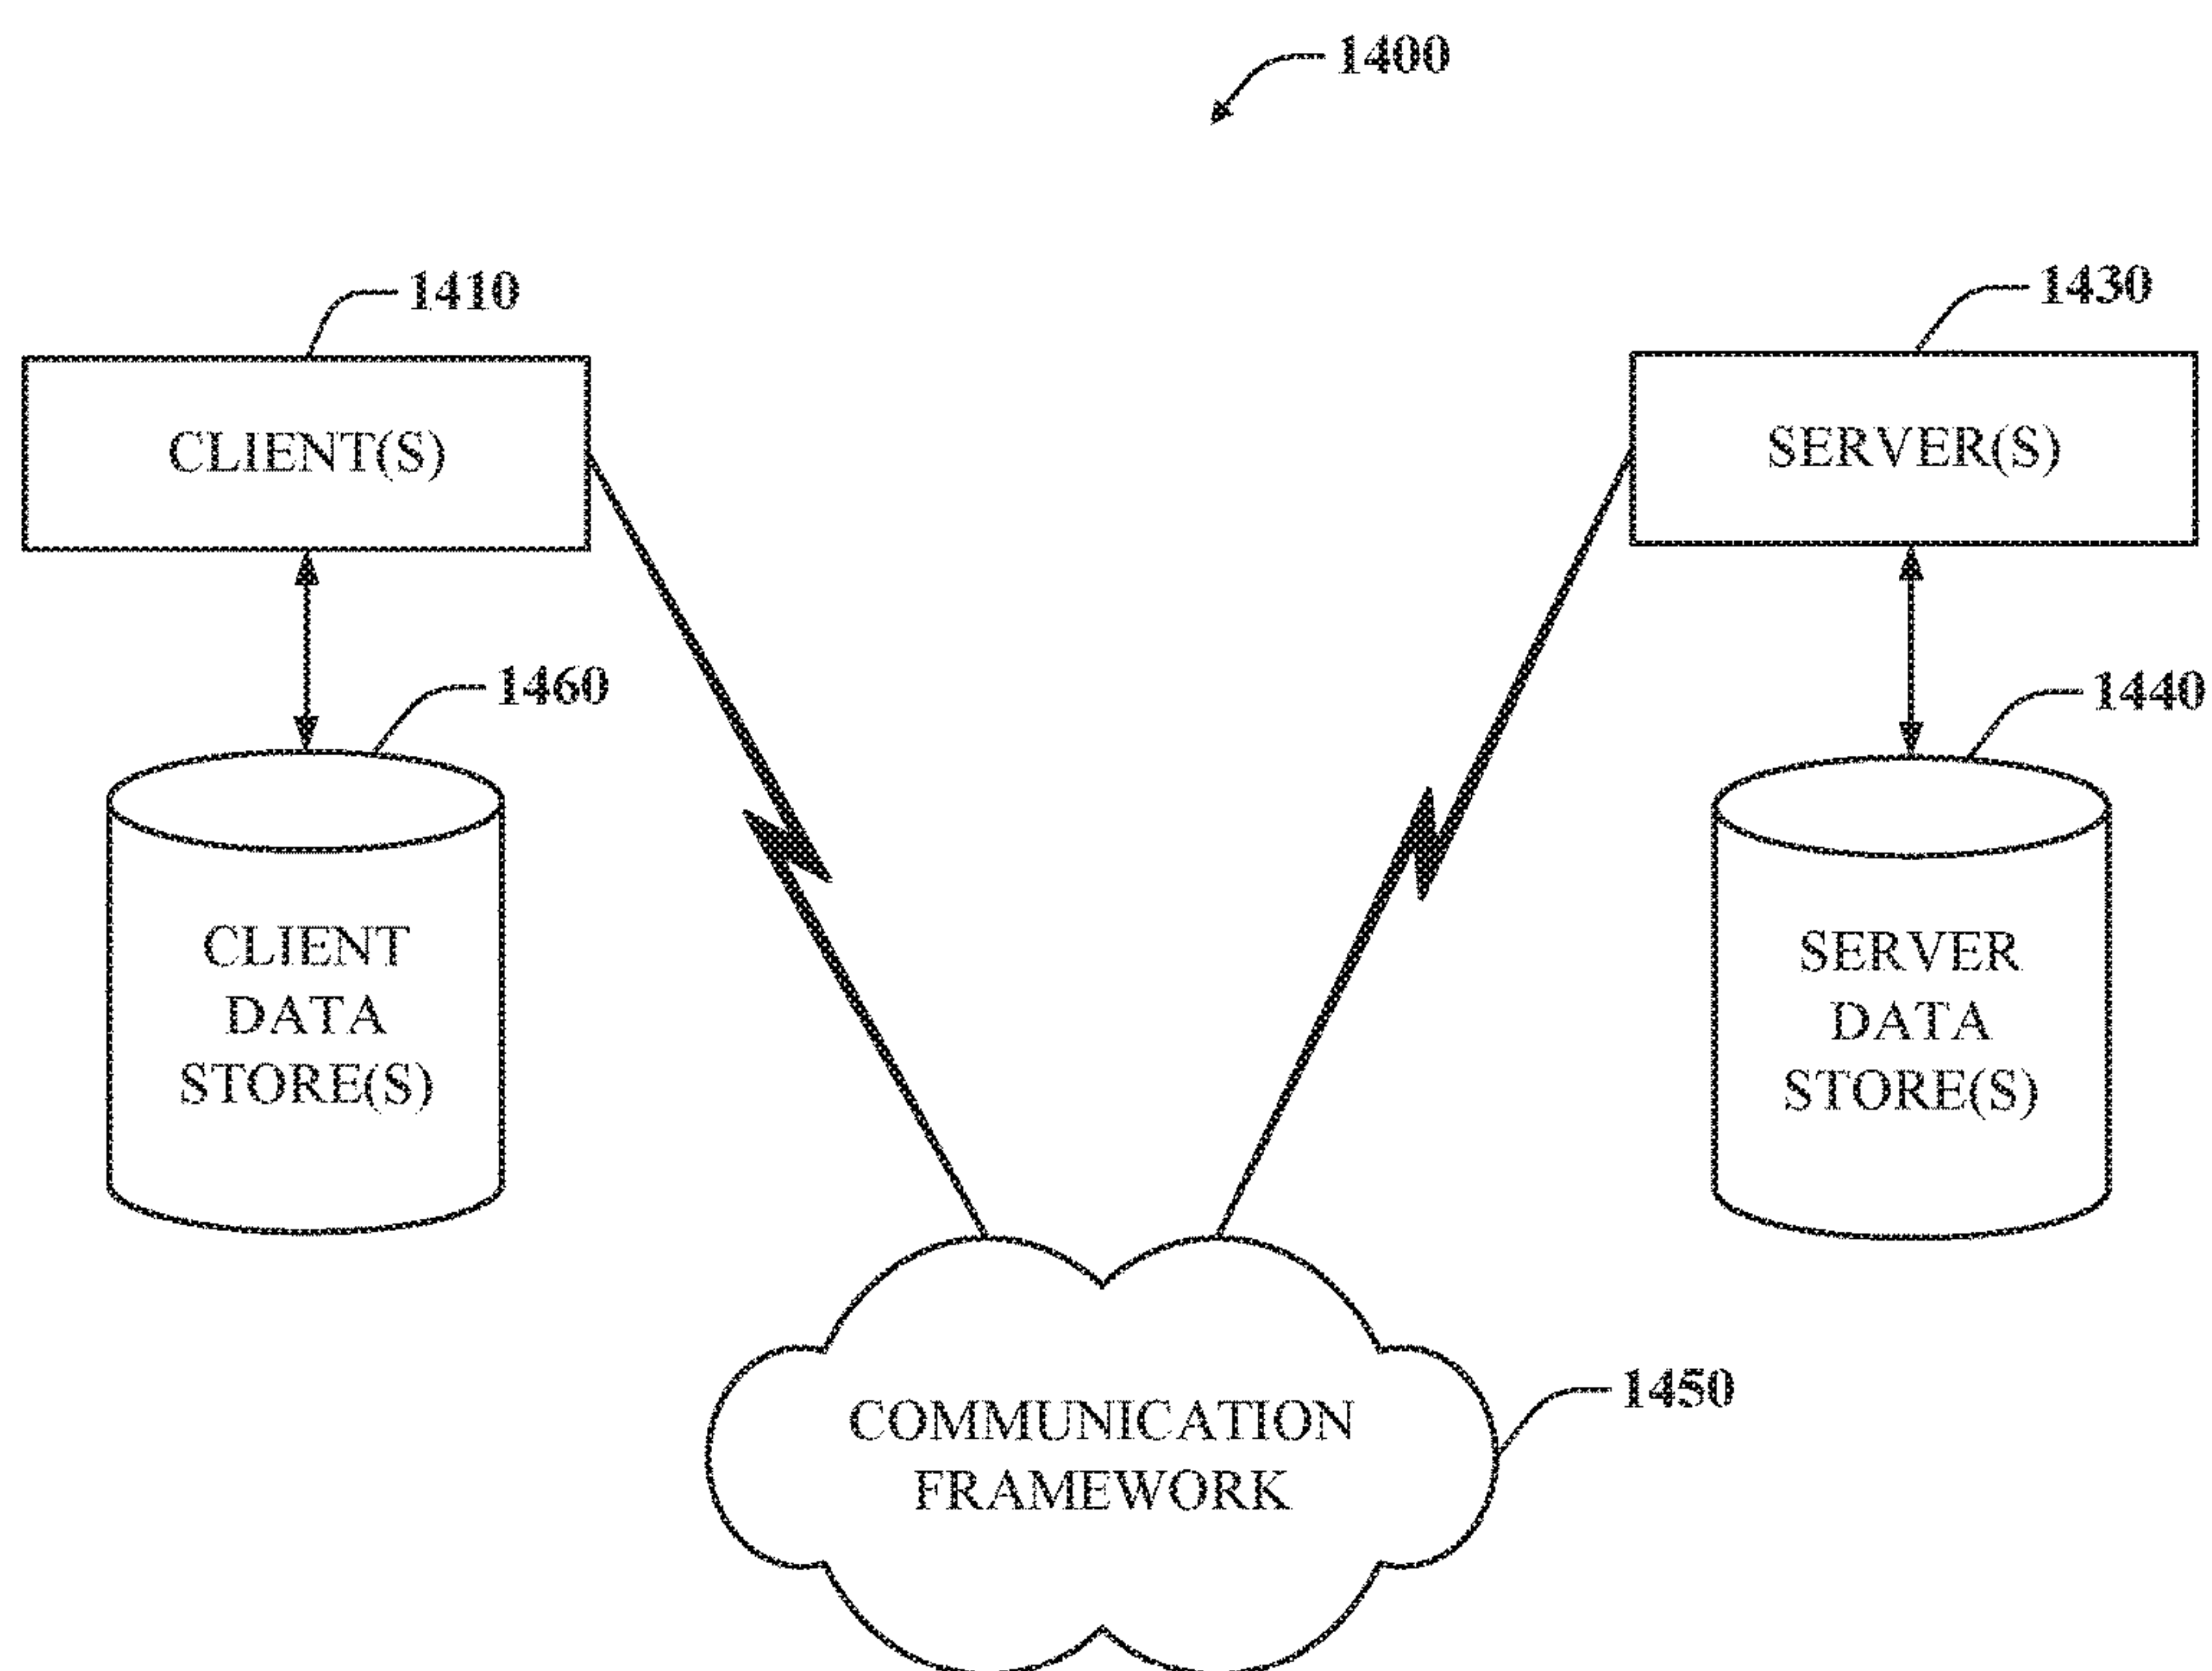 1400
1410
1430
CLIENT(S)
SERVER(S)
1460
1440
CLIENT
DATA
STORE(S)
SERVER
DATA
STORE(S)
1450
COMMUNICATION
FRAMEWORK